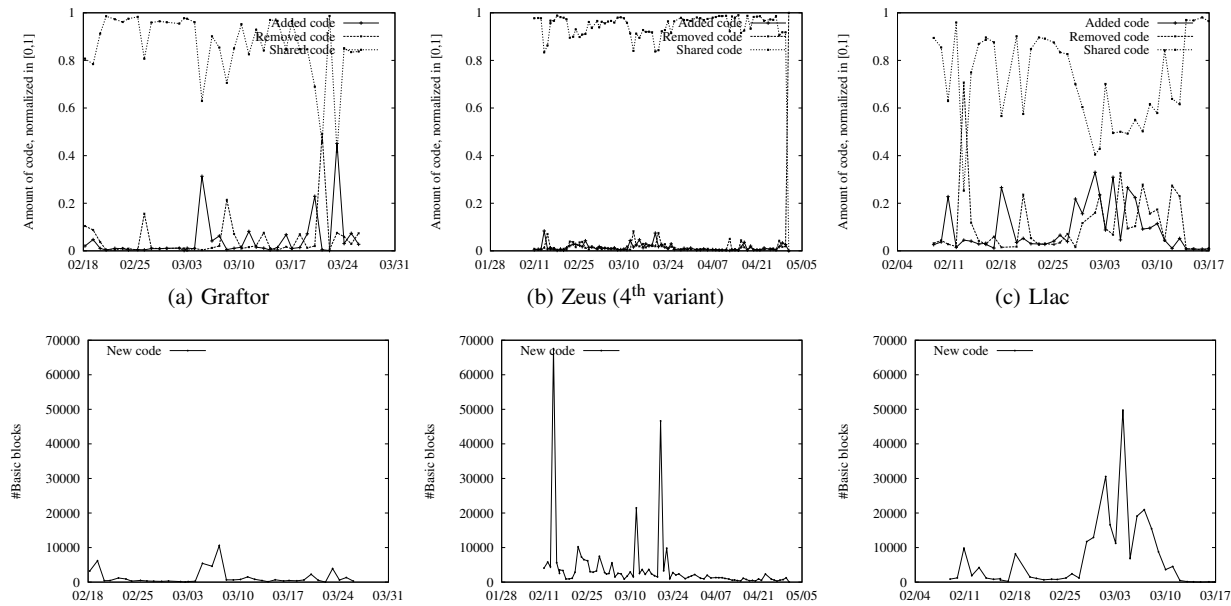 Amount of code, normalized in [0,1]
1
0.8
0.6
0.4
0.2
0
Added code
Removed code
Shared code
02/18 02/25 03/03 03/10 03/17 03/24 03/31
(a) Graftor
Amount of code, normalized in [0,1]
1
0.8
0.6
0.4
0.2
0
Added code
Removed code
Shared code
01/28 02/11 02/25 03/10 03/24 04/07 04/21 05/05
(b) Zeus (4th variant)
Amount of code, normalized in [0,1]
1
0.8
0.6
0.4
0.2
0
Added code
Removed code
Shared code
02/04 02/11 02/18 02/25 03/03 03/10 03/17
(c) Llac
#Basic blocks
70000
60000
50000
40000
30000
20000
10000
0
New code
02/18 02/25 03/03 03/10 03/17 03/24 03/31
#Basic blocks
70000
60000
50000
40000
30000
20000
10000
0
New code
01/28 02/11 02/25 03/10 03/24 04/07 04/21 05/05
#Basic blocks
70000
60000
50000
40000
30000
20000
10000
0
New code
02/04 02/11 02/18 02/25 03/03 03/10 03/17